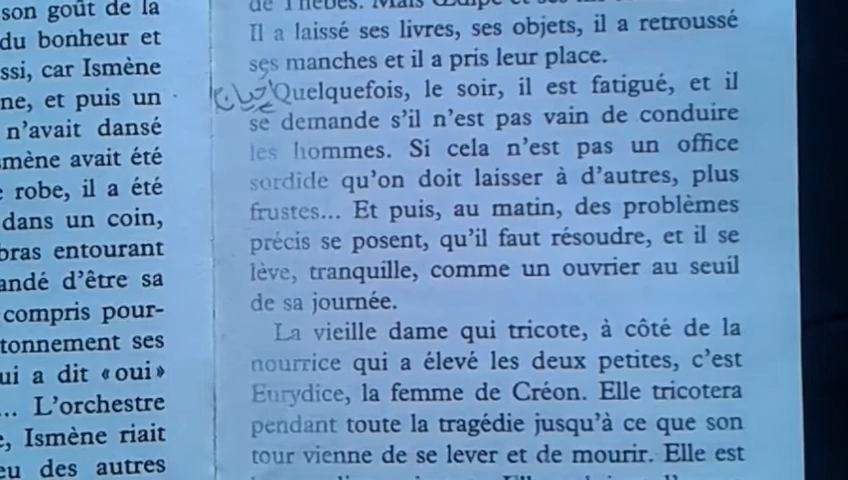 son goût de la
du bonheur et
ssi, car Ismène
ne, et puis un
n'avait dansé
mène avait été
robe, il a été
dans un coin,
bras entourant
andé d'être sa
compris pour-
tonnement ses
ui a dit «oui»
... L'orchestre
, Ismène riait
eu des autres
de Thèbes. Mais Œdipe et ses
Il a laissé ses livres, ses objets, il a retroussé
ses manches et il a pris leur place.
أحيانا
Quelquefois, le soir, il est fatigué, et il
se demande s'il n'est pas vain de conduire
les hommes. Si cela n'est pas un office
sordide qu'on doit laisser à d'autres, plus
frustes... Et puis, au matin, des problèmes
précis se posent, qu'il faut résoudre, et il se
lève, tranquille, comme un ouvrier au seuil
de sa journée.
La vieille dame qui tricote, à côté de la
nourrice qui a élevé les deux petites, c'est
Eurydice, la femme de Créon. Elle tricotera
pendant toute la tragédie jusqu'à ce que son
tour vienne de se lever et de mourir. Elle est